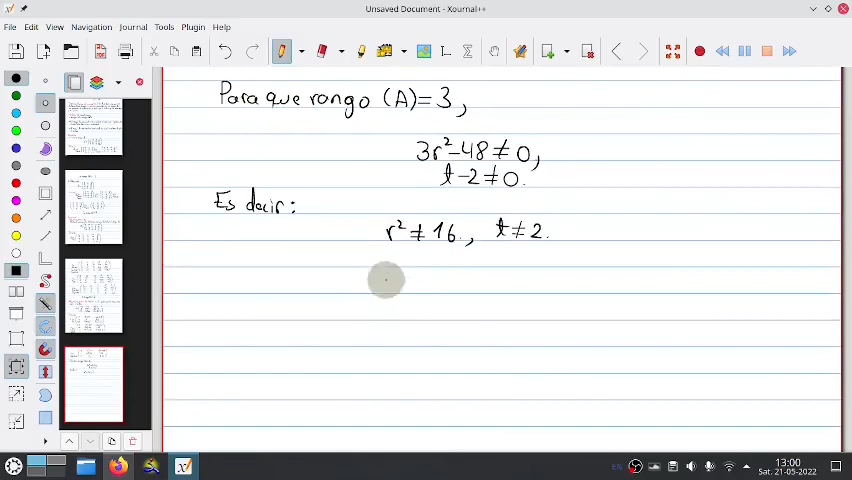 Unsaved Document - Xournal++
File Edit View Navigation Journal Tools Plugin Help
Para que rango (A)=3,
3r²-48≠0,
t-2≠0.
Es decir:
r²≠16., t≠2.
EN
13:00
Sat. 21-05-2022